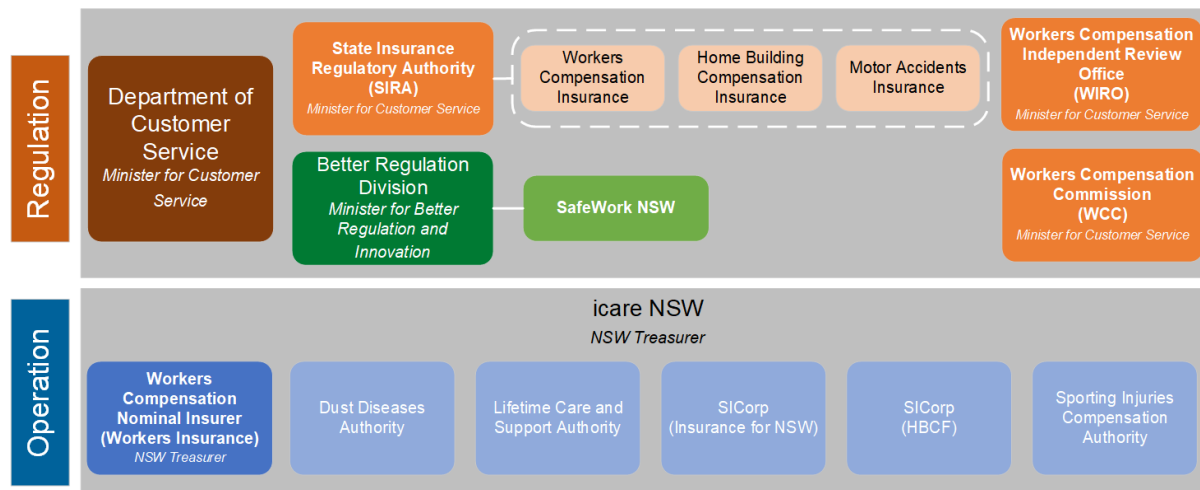 Regulation
Department of
Customer
Service
Minister for Customer
Service
State Insurance
Regulatory Authority
(SIRA)
Minister for Customer Service
Workers
Compensation
Insurance
Home Building
Compensation
Insurance
Motor Accidents
Insurance
Workers Compensation
Independent Review
Office
(WIRO)
Minister for Customer Service
Better Regulation
Division
Minister for Better
Regulation and
Innovation
SafeWork NSW
Workers Compensation
Commission
(WCC)
Minister for Customer Service
Operation
icare NSW
NSW Treasurer
Workers
Compensation
Nominal Insurer
(Workers Insurance)
NSW Treasurer
Dust Diseases
Authority
Lifetime Care and
Support Authority
SICorp
(Insurance for NSW)
SICorp
(HBCF)
Sporting Injuries
Compensation
Authority